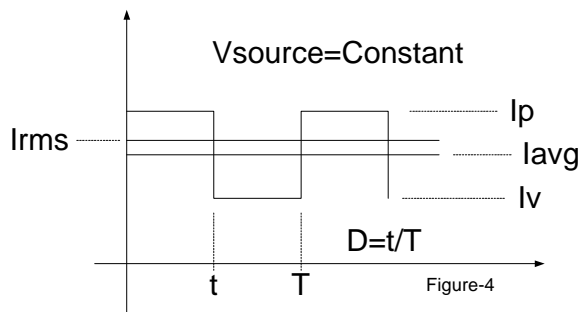 Vsource=Constant
Ip
Irms
Iavg
Iv
D=t/T
t
T
Figure-4